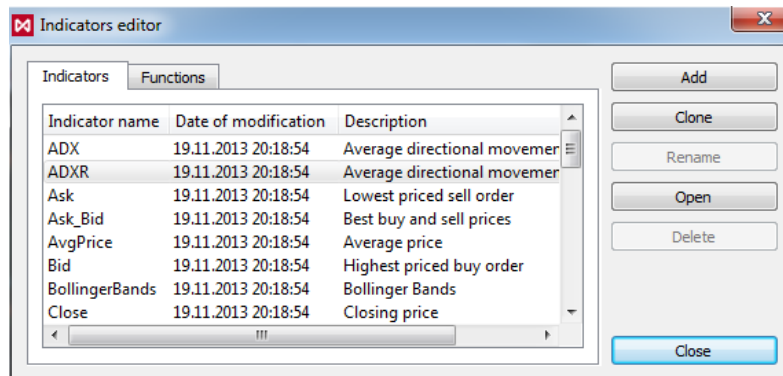 Indicators editor
Indicators Functions
Indicator name Date of modification Description
ADX 19.11.2013 20:18:54 Average directional movemen
ADXR 19.11.2013 20:18:54 Average directional movemen
Ask 19.11.2013 20:18:54 Lowest priced sell order
Ask_Bid 19.11.2013 20:18:54 Best buy and sell prices
AvgPrice 19.11.2013 20:18:54 Average price
Bid 19.11.2013 20:18:54 Highest priced buy order
BollingerBands 19.11.2013 20:18:54 Bollinger Bands
Close 19.11.2013 20:18:54 Closing price
Add
Clone
Rename
Open
Delete
Close